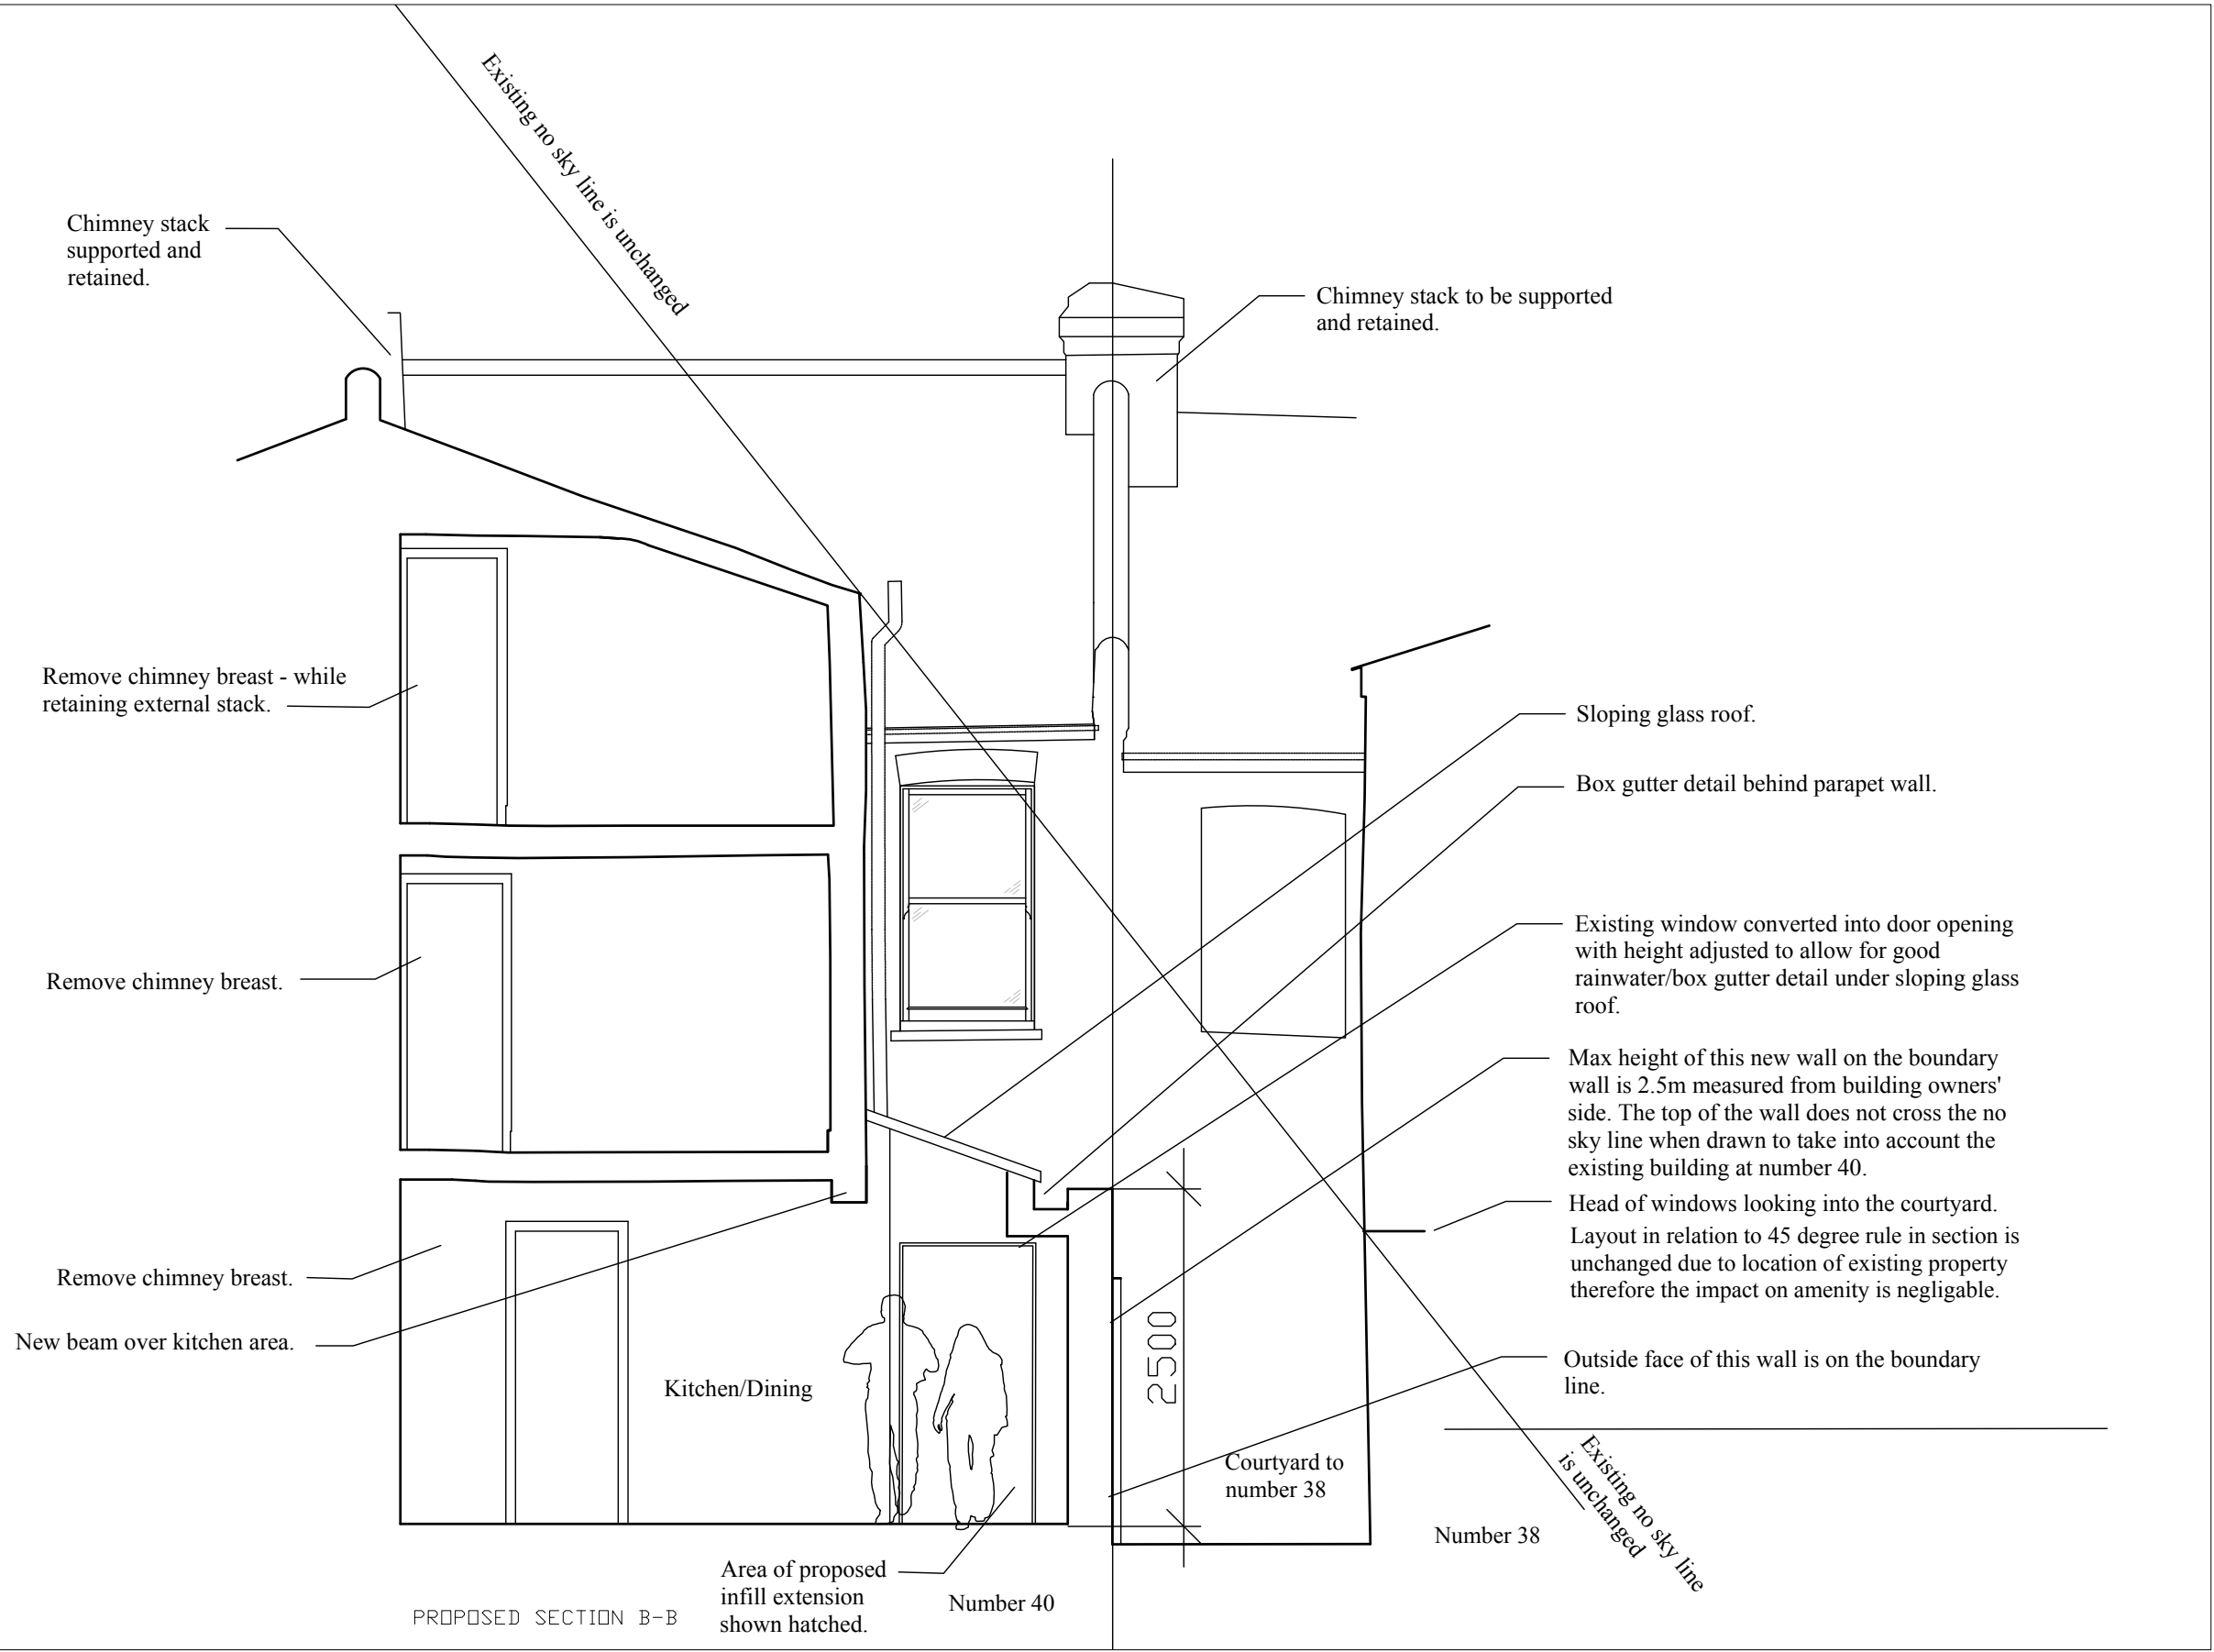 Existing no sky line is unchanged
Chimney stack
supported and
retained.
Chimney stack to be supported
and retained.
Remove chimney breast - while
retaining external stack.
Sloping glass roof.
Box gutter detail behind parapet wall.
Existing window converted into door opening
with height adjusted to allow for good
rainwater/box gutter detail under sloping glass
roof.
Remove chimney breast.
Max height of this new wall on the boundary
wall is 2.5m measured from building owners'
side. The top of the wall does not cross the no
sky line when drawn to take into account the
existing building at number 40.
Head of windows looking into the courtyard.
Layout in relation to 45 degree rule in section is
unchanged due to location of existing property
therefore the impact on amenity is negligable.
Remove chimney breast.
New beam over kitchen area.
Kitchen/Dining
2500
Outside face of this wall is on the boundary
line.
Courtyard to
number 38
Existing no sky line
is unchanged
Number 38
Area of proposed
infill extension
shown hatched.
Number 40
PROPOSED SECTION B-B